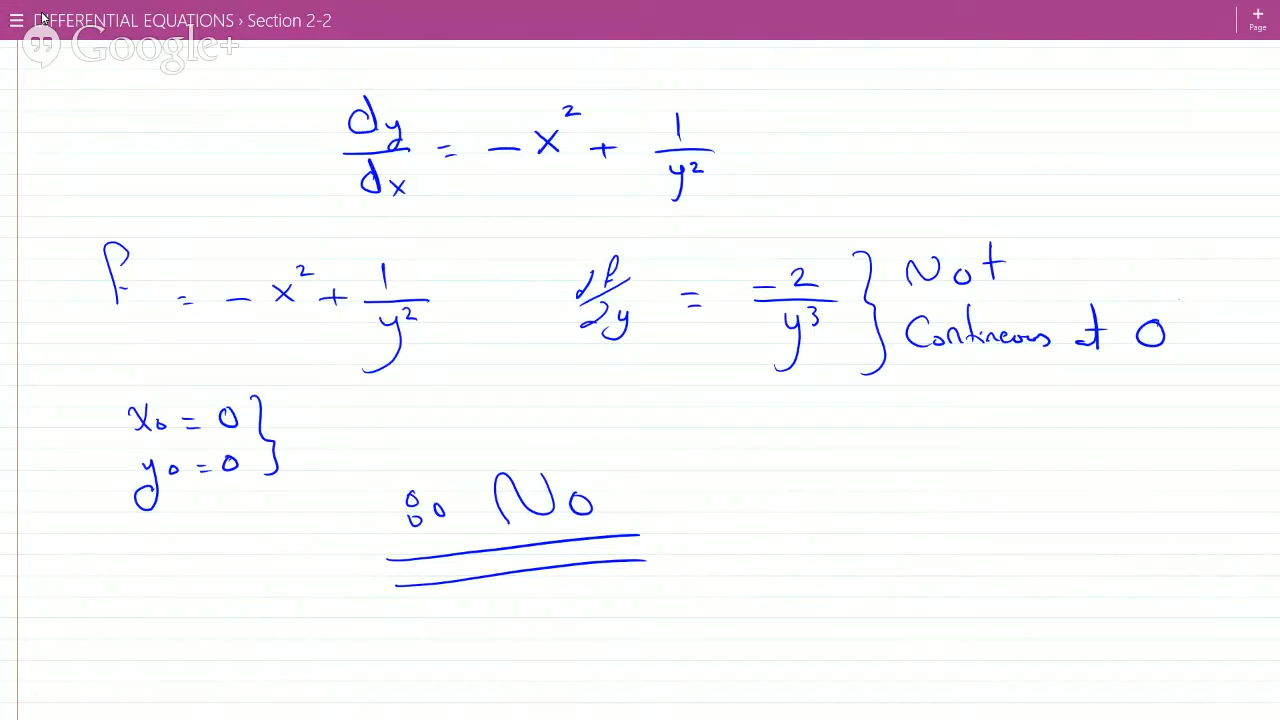 DIFFERENTIAL EQUATIONS › Section 2-2
Page
Google+
dy/dx = - x² + 1/y²
f = - x² + 1/y² ∂f/∂y = -2/y³ } Not
Continuous at 0
x0 = 0 }
y0 = 0
∴ No